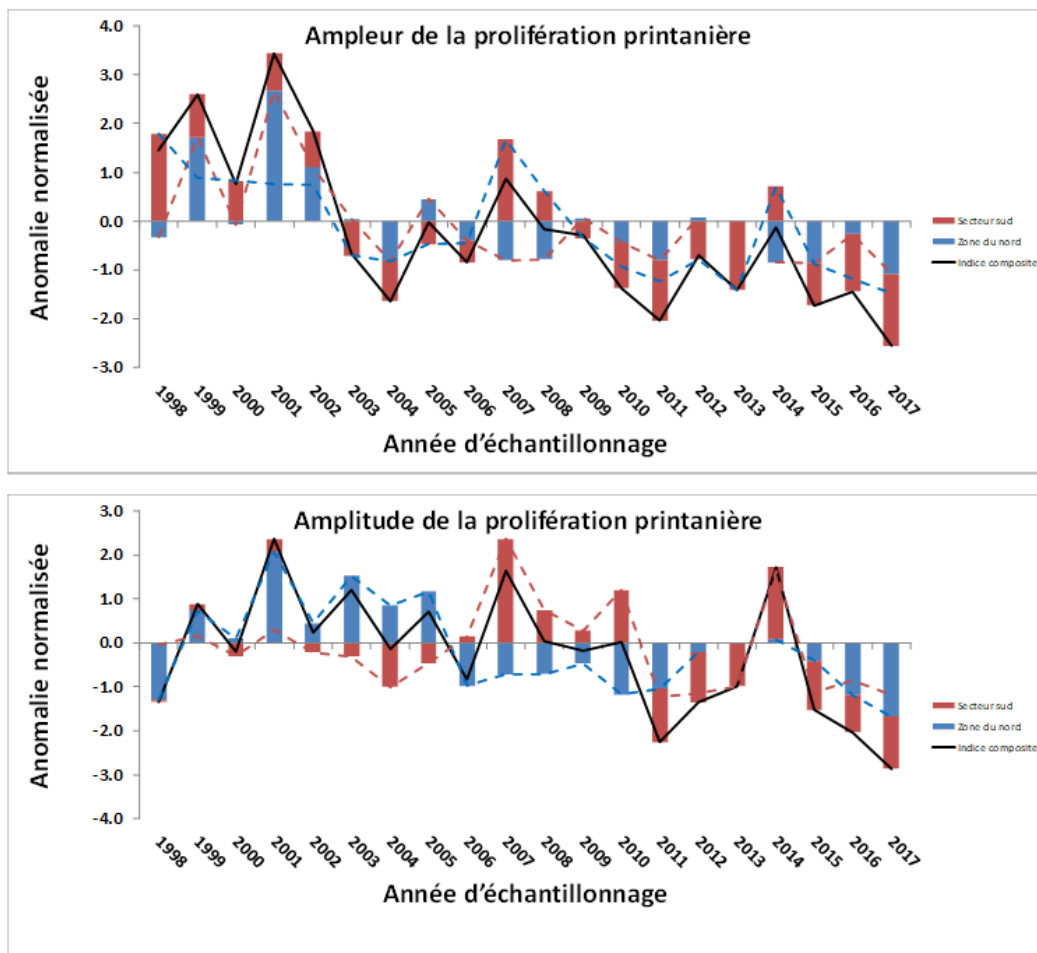 Ampleur de la prolifération printanière
Anomalie normalisée
4.0
3.0
2.0
1.0
0.0
-1.0
-2.0
-3.0
1998 1999 2000 2001 2002 2003 2004 2005 2006 2007 2008 2009 2010 2011 2012 2013 2014 2015 2016 2017
Année d'échantillonnage
Secteur sud
Zone du nord
Indice composite
Amplitude de la prolifération printanière
Anomalie normalisée
3.0
2.0
1.0
0.0
-1.0
-2.0
-3.0
-4.0
1998 1999 2000 2001 2002 2003 2004 2005 2006 2007 2008 2009 2010 2011 2012 2013 2014 2015 2016 2017
Année d'échantillonnage
Secteur sud
Zone du nord
Indice composite